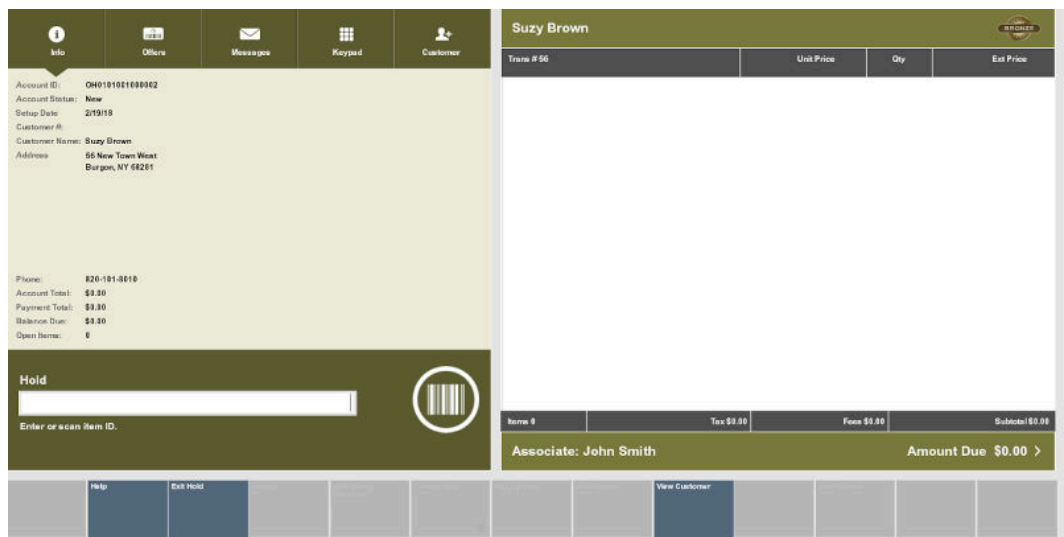 Info
Offers
Messages
Keypad
Customer
Account ID: OH0101001000002
Account Status: New
Setup Date 2/19/18
Customer #:
Customer Name: Suzy Brown
Address 66 New Town West
Burgon, NY 68201
Phone: 820-101-8010
Account Total: $0.00
Payment Total: $0.00
Balance Due: $0.00
Open Items: 0
Hold
Enter or scan item ID.
Suzy Brown
BRONZE
Trans # 56 Unit Price Qty Ext Price
Items 0 Tax $0.00 Fees $0.00 Subtotal $0.00
Associate: John Smith Amount Due $0.00 >
Help
Exit Hold
View Customer